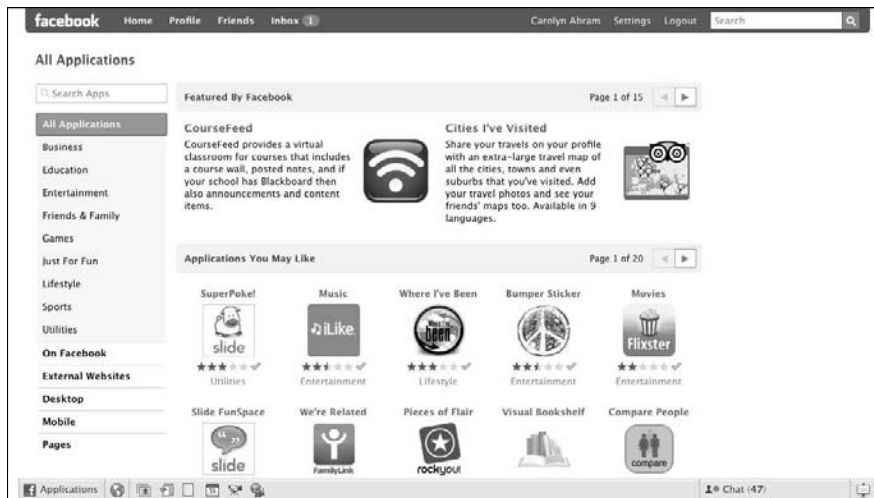 facebook Home Profile Friends Inbox 1 Carolyn Abram Settings Logout Search
All Applications
Search Apps
All Applications
Business
Education
Entertainment
Friends & Family
Games
Just For Fun
Lifestyle
Sports
Utilities
On Facebook
External Websites
Desktop
Mobile
Pages
Featured By Facebook Page 1 of 15
CourseFeed
CourseFeed provides a virtual
classroom for courses that includes
a course wall, posted notes, and if
your school has Blackboard then
also announcements and content
items.
Cities I've Visited
Share your travels on your profile
with an extra-large travel map of
all the cities, towns and even
suburbs that you've visited. Add
your travel photos and see your
friends' maps too. Available in 9
languages.
Applications You May Like Page 1 of 20
SuperPoke! Music Where I've Been Bumper Sticker Movies
slide iLike been Flixster
Utilities Entertainment Lifestyle Entertainment Entertainment
Slide FunSpace We're Related Pieces of Flair Visual Bookshelf Compare People
slide FamilyLink rockyou! compare
Applications 31 Chat (47)